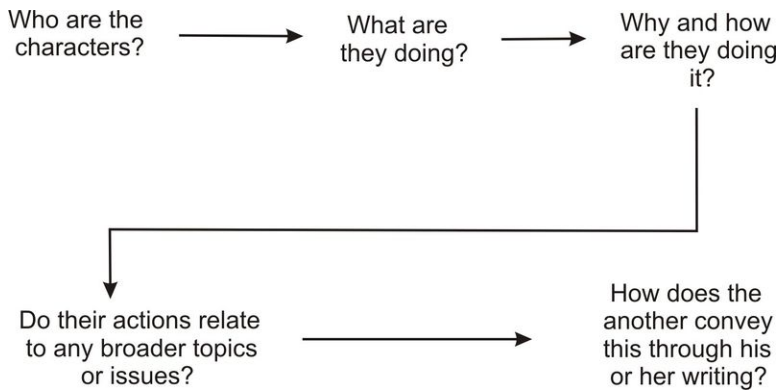 Who are the
characters?
What are
they doing?
Why and how
are they doing
it?
Do their actions relate
to any broader topics
or issues?
How does the
another convey
this through his
or her writing?